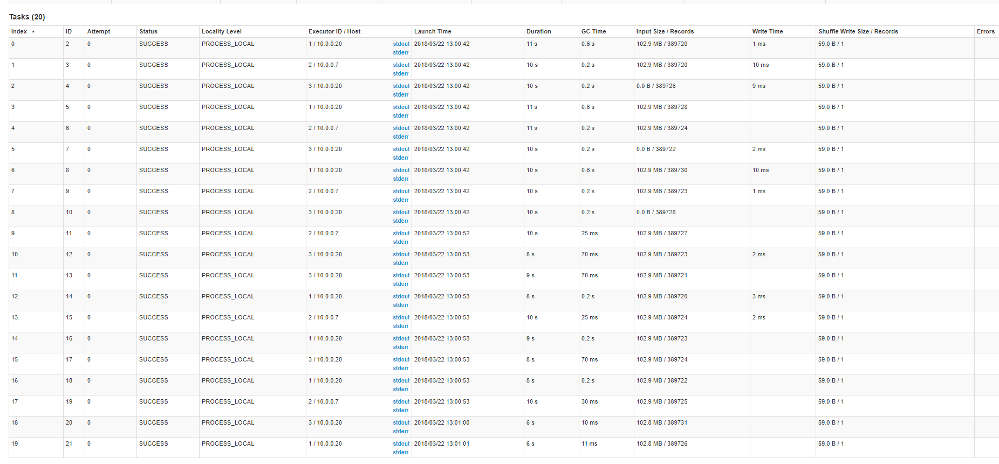 Tasks (20)
Index ▲ ID Attempt Status Locality Level Executor ID / Host Launch Time Duration GC Time Input Size / Records Write Time Shuffle Write Size / Records Errors
0 2 0 SUCCESS PROCESS_LOCAL 1 / 10.0.0.20 stdout 2018/03/22 13:00:42 11 s 0.6 s 102.9 MB / 389720 1 ms 59.0 B / 1
stderr
1 3 0 SUCCESS PROCESS_LOCAL 2 / 10.0.0.7 stdout 2018/03/22 13:00:42 10 s 0.2 s 102.9 MB / 389720 10 ms 59.0 B / 1
stderr
2 4 0 SUCCESS PROCESS_LOCAL 3 / 10.0.0.20 stdout 2018/03/22 13:00:42 10 s 0.2 s 0.0 B / 389726 9 ms 59.0 B / 1
stderr
3 5 0 SUCCESS PROCESS_LOCAL 1 / 10.0.0.20 stdout 2018/03/22 13:00:42 11 s 0.6 s 102.9 MB / 389728 59.0 B / 1
stderr
4 6 0 SUCCESS PROCESS_LOCAL 2 / 10.0.0.7 stdout 2018/03/22 13:00:42 11 s 0.2 s 102.9 MB / 389724 59.0 B / 1
stderr
5 7 0 SUCCESS PROCESS_LOCAL 3 / 10.0.0.20 stdout 2018/03/22 13:00:42 10 s 0.2 s 0.0 B / 389722 2 ms 59.0 B / 1
stderr
6 8 0 SUCCESS PROCESS_LOCAL 1 / 10.0.0.20 stdout 2018/03/22 13:00:42 10 s 0.6 s 102.9 MB / 389730 10 ms 59.0 B / 1
stderr
7 9 0 SUCCESS PROCESS_LOCAL 2 / 10.0.0.7 stdout 2018/03/22 13:00:42 10 s 0.2 s 102.9 MB / 389723 1 ms 59.0 B / 1
stderr
8 10 0 SUCCESS PROCESS_LOCAL 3 / 10.0.0.20 stdout 2018/03/22 13:00:42 10 s 0.2 s 0.0 B / 389728 59.0 B / 1
stderr
9 11 0 SUCCESS PROCESS_LOCAL 2 / 10.0.0.7 stdout 2018/03/22 13:00:52 10 s 25 ms 102.9 MB / 389727 59.0 B / 1
stderr
10 12 0 SUCCESS PROCESS_LOCAL 3 / 10.0.0.20 stdout 2018/03/22 13:00:53 8 s 70 ms 102.9 MB / 389723 2 ms 59.0 B / 1
stderr
11 13 0 SUCCESS PROCESS_LOCAL 3 / 10.0.0.20 stdout 2018/03/22 13:00:53 9 s 70 ms 102.9 MB / 389721 59.0 B / 1
stderr
12 14 0 SUCCESS PROCESS_LOCAL 1 / 10.0.0.20 stdout 2018/03/22 13:00:53 8 s 0.2 s 102.9 MB / 389720 3 ms 59.0 B / 1
stderr
13 15 0 SUCCESS PROCESS_LOCAL 2 / 10.0.0.7 stdout 2018/03/22 13:00:53 10 s 25 ms 102.9 MB / 389724 2 ms 59.0 B / 1
stderr
14 16 0 SUCCESS PROCESS_LOCAL 1 / 10.0.0.20 stdout 2018/03/22 13:00:53 9 s 0.2 s 102.9 MB / 389723 59.0 B / 1
stderr
15 17 0 SUCCESS PROCESS_LOCAL 3 / 10.0.0.20 stdout 2018/03/22 13:00:53 8 s 70 ms 102.9 MB / 389724 59.0 B / 1
stderr
16 18 0 SUCCESS PROCESS_LOCAL 1 / 10.0.0.20 stdout 2018/03/22 13:00:53 8 s 0.2 s 102.9 MB / 389722 59.0 B / 1
stderr
17 19 0 SUCCESS PROCESS_LOCAL 2 / 10.0.0.7 stdout 2018/03/22 13:00:53 10 s 30 ms 102.9 MB / 389725 59.0 B / 1
stderr
18 20 0 SUCCESS PROCESS_LOCAL 3 / 10.0.0.20 stdout 2018/03/22 13:01:00 6 s 10 ms 102.8 MB / 389731 59.0 B / 1
stderr
19 21 0 SUCCESS PROCESS_LOCAL 1 / 10.0.0.20 stdout 2018/03/22 13:01:01 6 s 11 ms 102.8 MB / 389726 59.0 B / 1
stderr